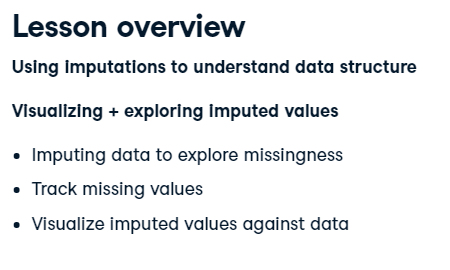 Lesson overview
Using imputations to understand data structure
Visualizing + exploring imputed values
• Imputing data to explore missingness
• Track missing values
• Visualize imputed values against data